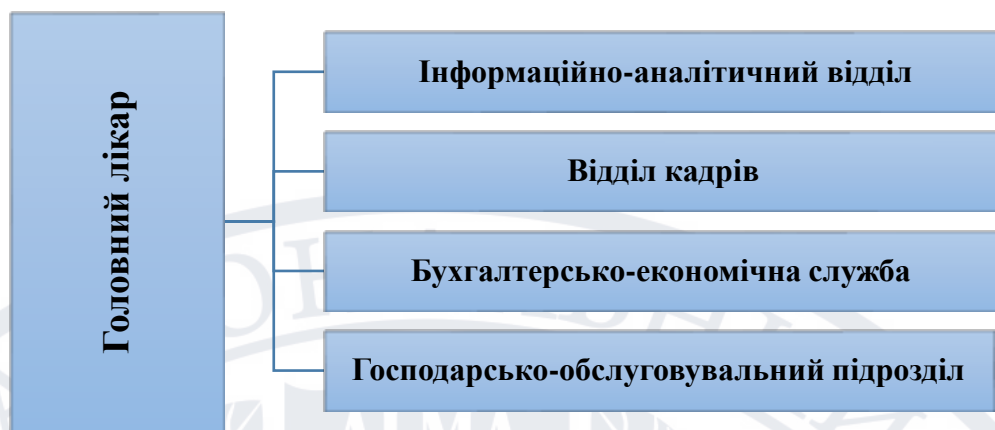 Головний лікар
Інформаційно-аналітичний відділ
Відділ кадрів
Бухгалтерсько-економічна служба
Господарсько-обслуговувальний підрозділ